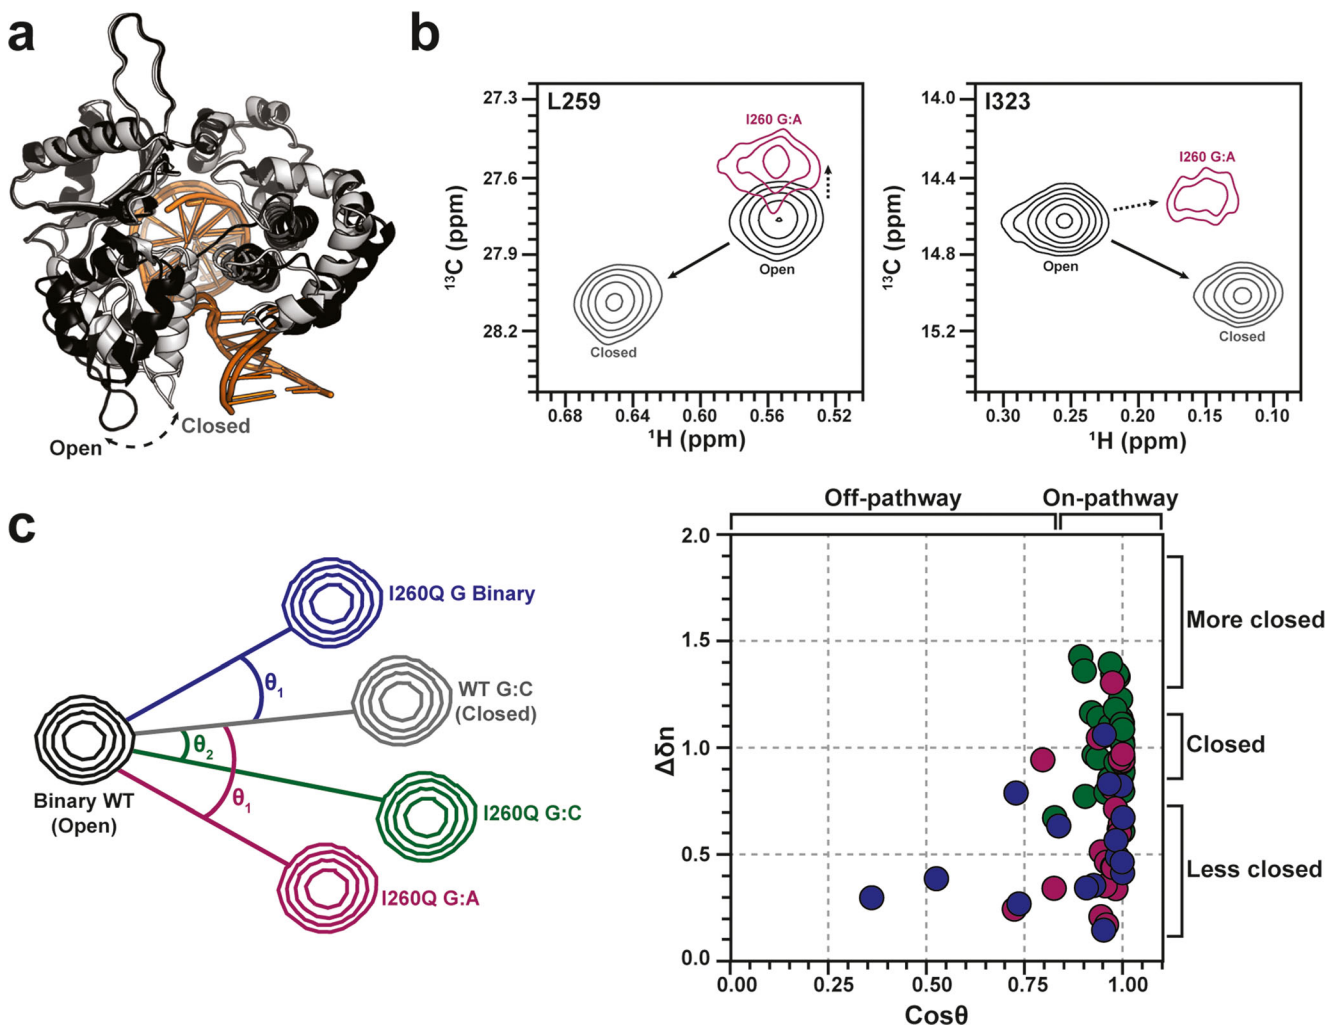 a
Open
Closed
b
L259
I260 G:A
Open
Closed
27.3
27.6
27.9
28.2
¹³C (ppm)
0.68 0.64 0.60 0.56 0.52
¹H (ppm)
I323
I260 G:A
Open
Closed
14.0
14.4
14.8
15.2
¹³C (ppm)
0.30 0.25 0.20 0.15 0.10
¹H (ppm)
c
I260Q G Binary
θ₁
WT G:C
(Closed)
θ₂
θ₁
Binary WT
(Open)
I260Q G:C
I260Q G:A
Off-pathway On-pathway
2.0
1.5
1.0
0.5
0.0
Δδn
More closed
Closed
Less closed
0.00 0.25 0.50 0.75 1.00
Cosθ